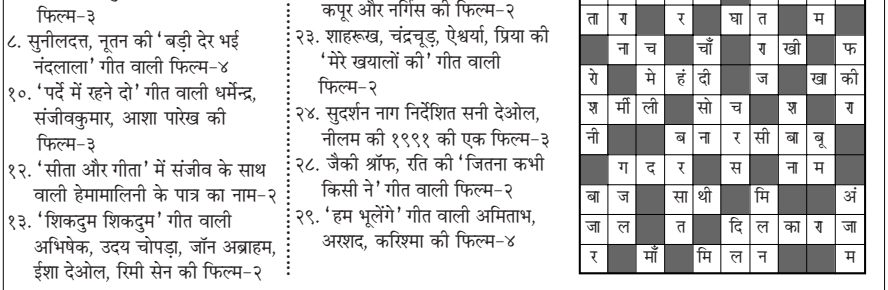 फिल्म-३
८. सुनीलदत्त, नूतन की 'बड़ी देर भई
नंदलाला' गीत वाली फिल्म-४
१०. 'पर्दे में रहने दो' गीत वाली धर्मेन्द्र,
संजीवकुमार, आशा पारेख की
फिल्म-३
१२. 'सीता और गीता' में संजीव के साथ
वाली हेमामालिनी के पात्र का नाम-२
१३. 'शिकदुम शिकदुम' गीत वाली
अभिषेक, उदय चोपड़ा, जॉन अब्राहम,
ईशा देओल, रिमी सेन की फिल्म-२
कपूर और नर्गिस की फिल्म-२
२३. शाहरूख, चंद्रचूड़, ऐश्वर्या, प्रिया की
'मेरे खयालों की' गीत वाली
फिल्म-२
२४. सुदर्शन नाग निर्देशित सनी देओल,
नीलम की १९९१ की एक फिल्म-३
२८. जैकी श्रॉफ, रति की 'जितना कभी
किसी ने' गीत वाली फिल्म-२
२९. 'हम भूलेंगे' गीत वाली अमिताभ,
अरशद, करिश्मा की फिल्म-४
ता रा र घा त म
ना च चाँ रा खी फ
रो मे हं दी ज खा की
श र्मी ली सो च श रा
नी ब ना र सी बा बू
ग द र स ना म
बा ज सा थी मि अं
जा ल त दि ल का रा जा
र माँ मि ल न म